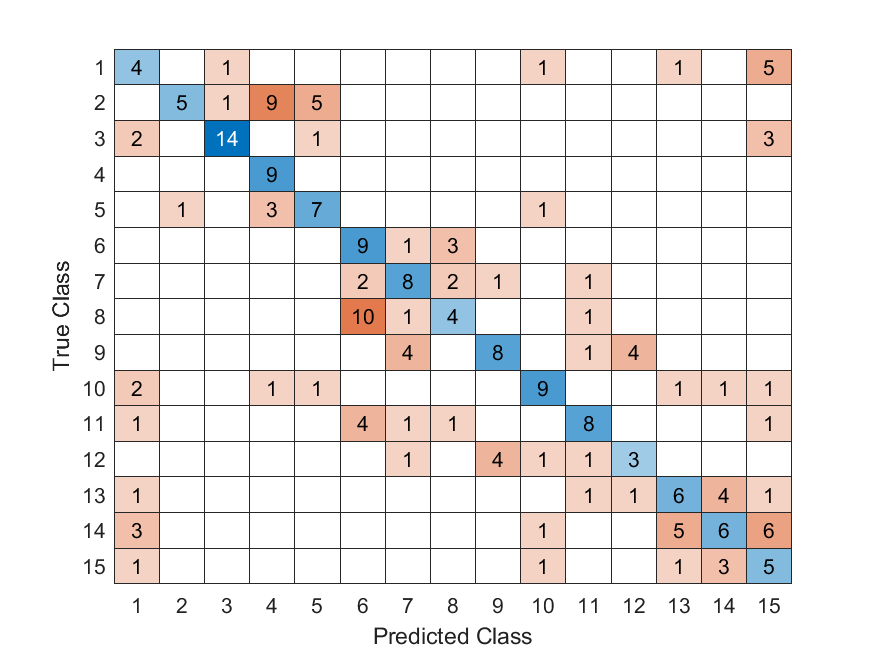 1 4 1 1 1 5
2 5 1 9 5
3 2 14 1 3
4 9
5 1 3 7 1
6 9 1 3
7 2 8 2 1 1
8 10 1 4 1
9 4 8 1 4
10 2 1 1 9 1 1 1
11 1 4 1 1 8 1
12 1 4 1 1 3
13 1 1 1 6 4 1
14 3 1 5 6 6
15 1 1 1 3 5
1 2 3 4 5 6 7 8 9 10 11 12 13 14 15
True Class
Predicted Class